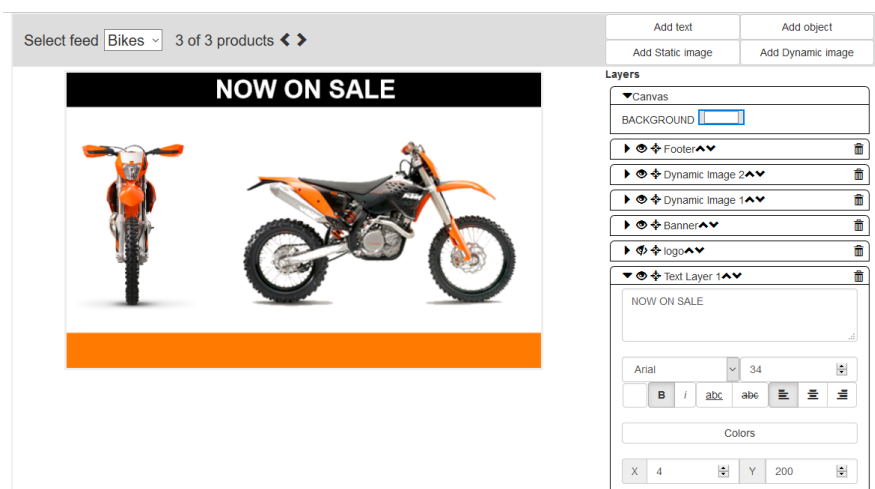 Select feed Bikes 3 of 3 products
Add text
Add object
Add Static image
Add Dynamic image
Layers
NOW ON SALE
KTM
Canvas
BACKGROUND
Footer
Dynamic Image 2
Dynamic Image 1
Banner
logo
Text Layer 1
NOW ON SALE
Arial
34
B i abc abc
Colors
X 4 Y 200